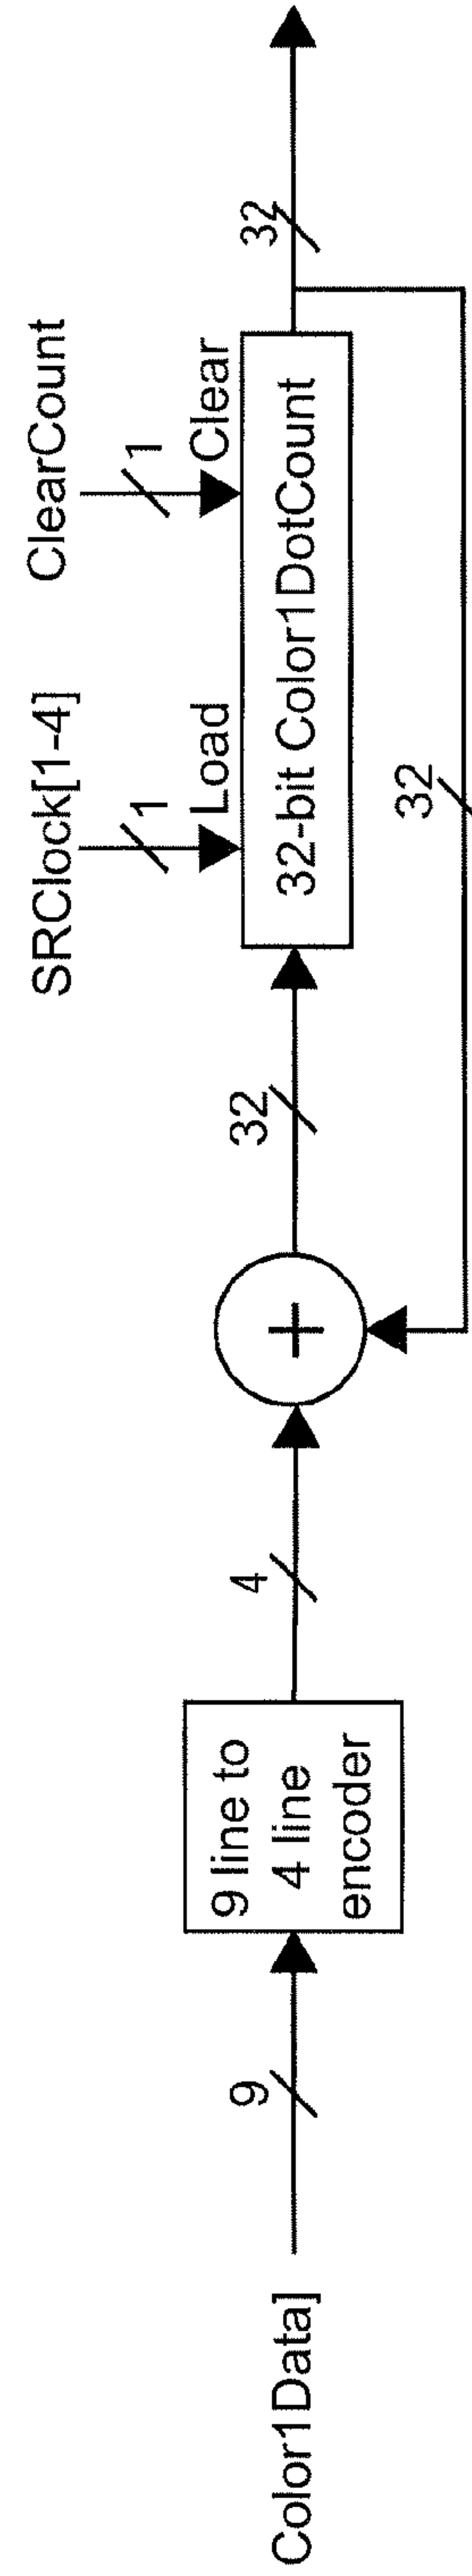 Color1Data]
9
9 line to
4 line
encoder
4
32
SRClock[1-4]
1
Load
ClearCount
1
Clear
32-bit Color1DotCount
32
32